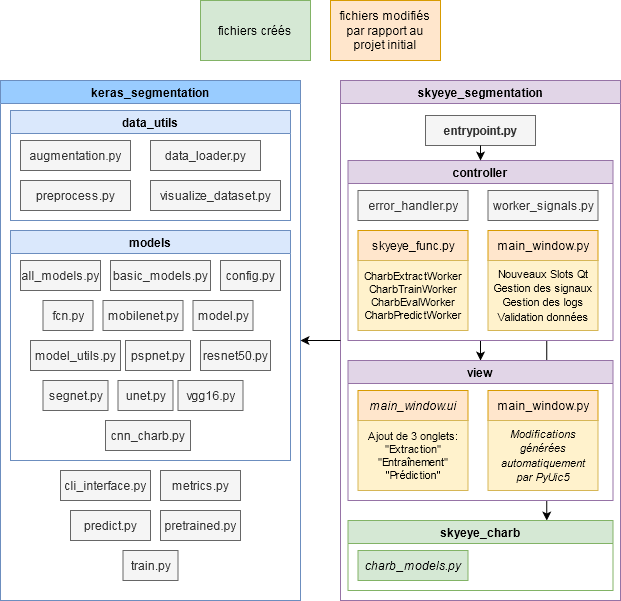 fichiers créés
fichiers modifiés
par rapport au
projet initial
keras_segmentation
data_utils
augmentation.py
data_loader.py
preprocess.py
visualize_dataset.py
models
all_models.py
basic_models.py
config.py
fcn.py
mobilenet.py
model.py
model_utils.py
pspnet.py
resnet50.py
segnet.py
unet.py
vgg16.py
cnn_charb.py
cli_interface.py
metrics.py
predict.py
pretrained.py
train.py
skyeye_segmentation
entrypoint.py
controller
error_handler.py
worker_signals.py
skyeye_func.py
CharbExtractWorker
CharbTrainWorker
CharbEvalWorker
CharbPredictWorker
main_window.py
Nouveaux Slots Qt
Gestion des signaux
Gestion des logs
Validation données
view
main_window.ui
Ajout de 3 onglets:
"Extraction"
"Entraînement"
"Prédiction"
main_window.py
Modifications
générées
automatiquement
par PyUic5
skyeye_charb
charb_models.py